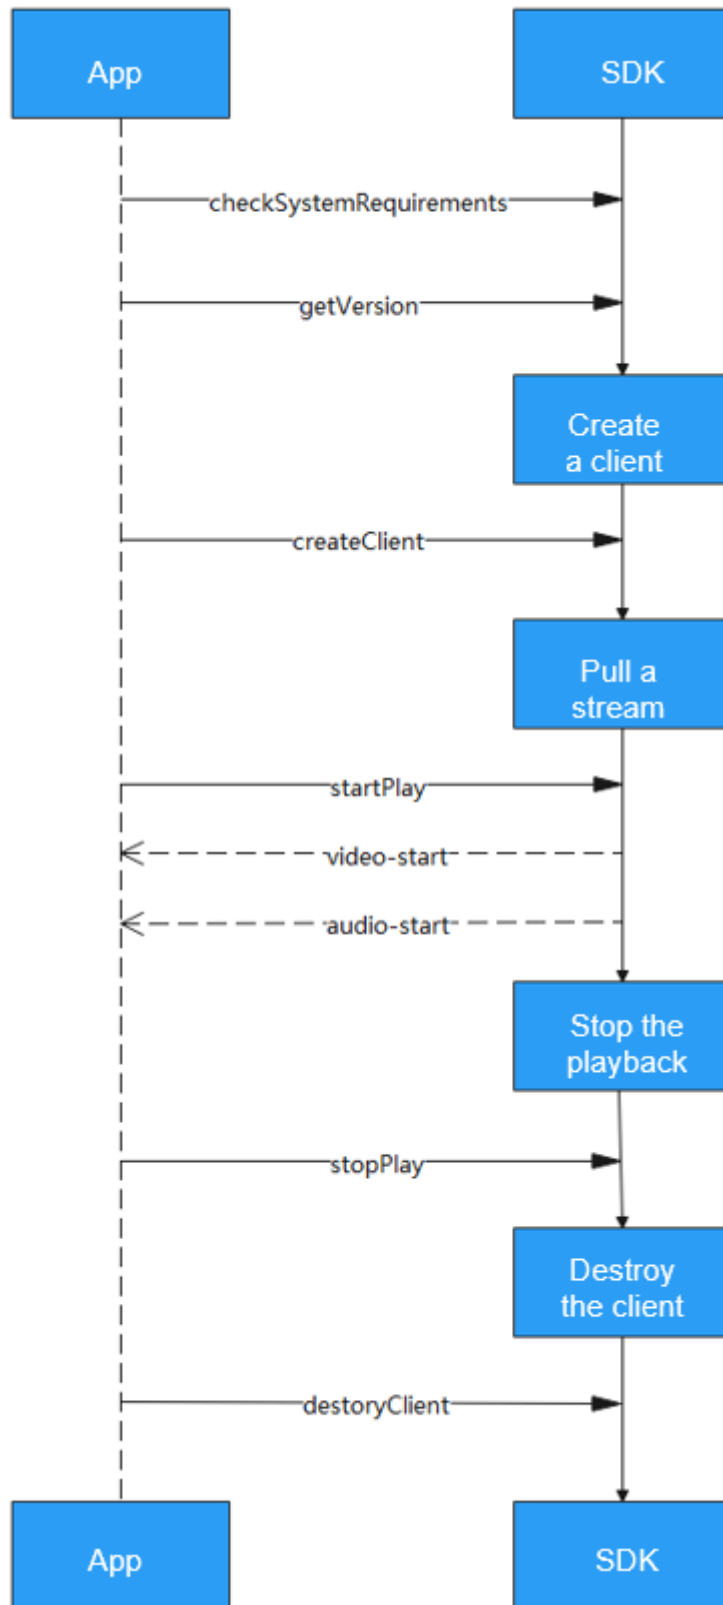 App
SDK
checkSystemRequirements
getVersion
Create
a client
createClient
Pull a
stream
startPlay
video-start
audio-start
Stop the
playback
stopPlay
Destroy
the client
destoryClient
App
SDK